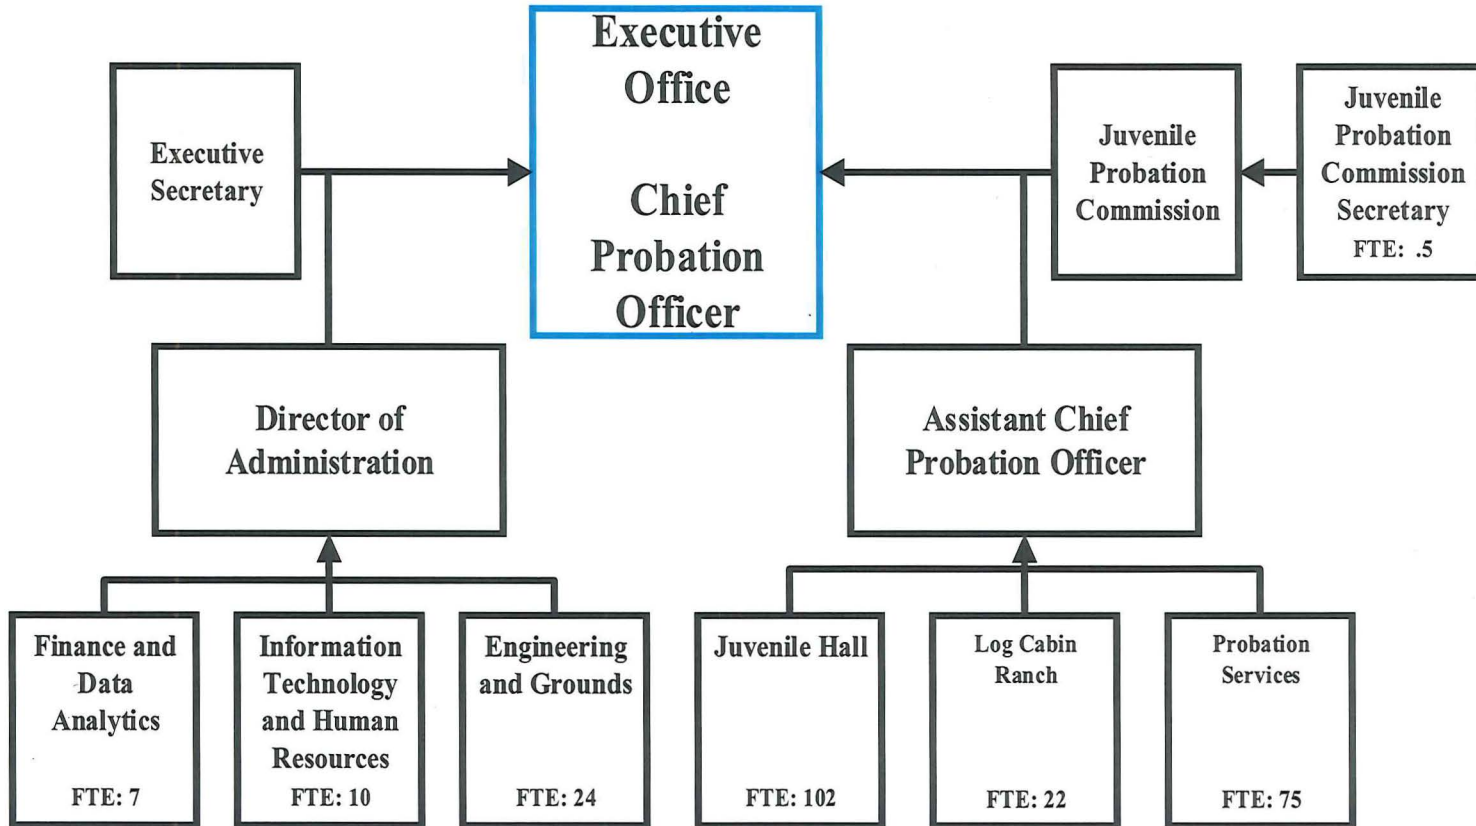 Executive
Office
Chief
Probation
Officer
Executive
Secretary
Juvenile
Probation
Commission
Juvenile
Probation
Commission
Secretary
FTE: .5
Director of
Administration
Assistant Chief
Probation Officer
Finance and
Data
Analytics
FTE: 7
Information
Technology
and Human
Resources
FTE: 10
Engineering
and Grounds
FTE: 24
Juvenile Hall
FTE: 102
Log Cabin
Ranch
FTE: 22
Probation
Services
FTE: 75